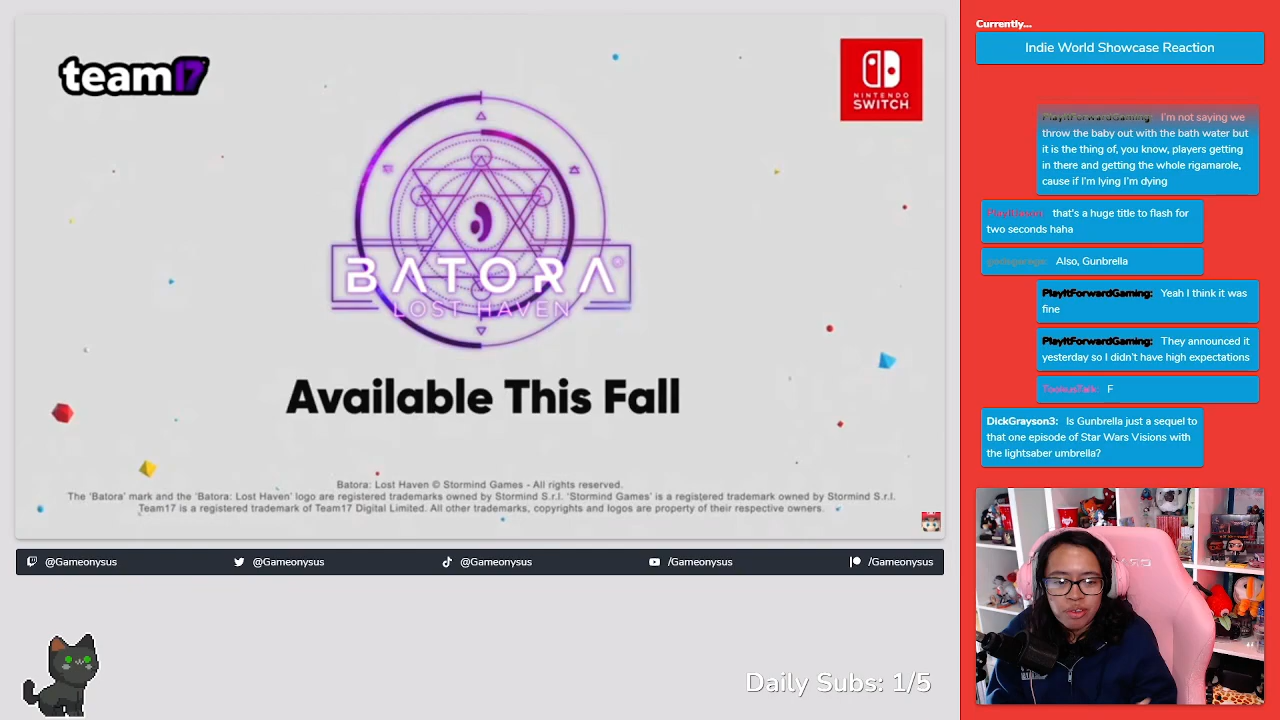 Currently...
Indie World Showcase Reaction
team17
NINTENDO
SWITCH
BATORA
LOST HAVEN
Available This Fall
Batora: Lost Haven © Stormind Games - All rights reserved.
The 'Batora' mark and the 'Batora: Lost Haven' logo are registered trademarks owned by Stormind S.r.l. 'Stormind Games' is a registered trademark owned by Stormind S.r.l.
Team17 is a registered trademark of Team17 Digital Limited. All other trademarks, copyrights and logos are property of their respective owners.
PlayItForwardGaming: I'm not saying we
throw the baby out with the bath water but
it is the thing of, you know, players getting
in there and getting the whole rigamarole,
cause if I'm lying I'm dying
that's a huge title to flash for
two seconds haha
Also, Gunbrella
PlayItForwardGaming: Yeah I think it was
fine
PlayItForwardGaming: They announced it
yesterday so I didn't have high expectations
F
DickGrayson3: Is Gunbrella just a sequel to
that one episode of Star Wars Visions with
the lightsaber umbrella?
@Gameonysus
@Gameonysus
@Gameonysus
/Gameonysus
/Gameonysus
Daily Subs: 1/5